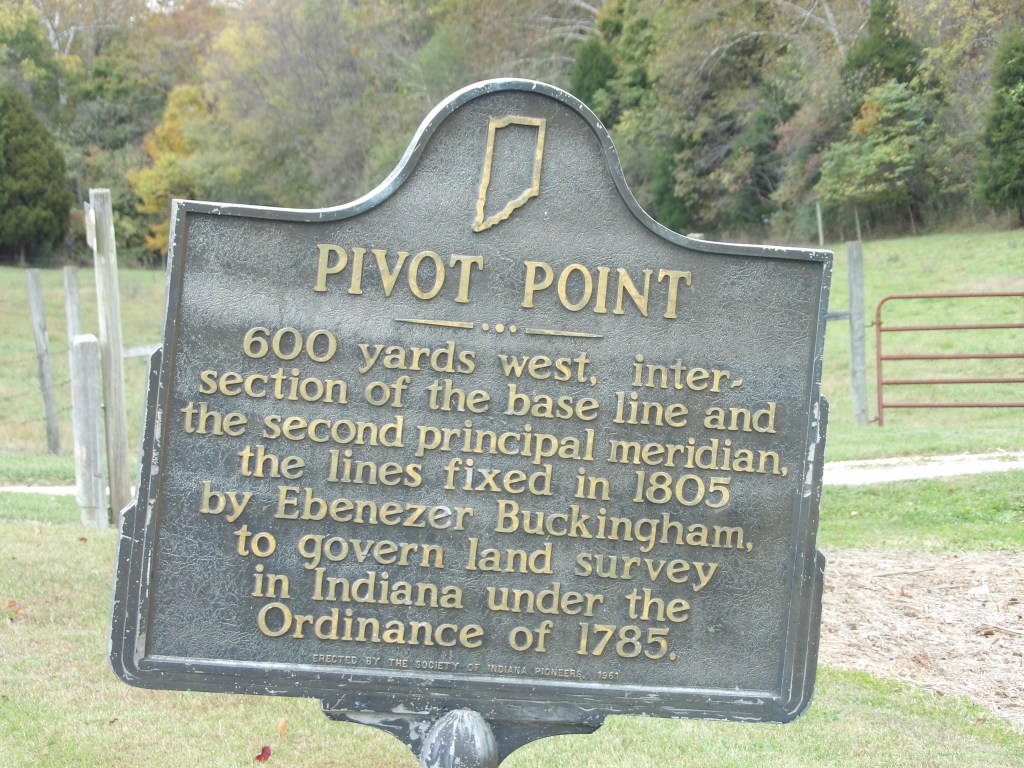 PIVOT POINT
600 yards west, inter-
section of the base line and
the second principal meridian,
the lines fixed in 1805
by Ebenezer Buckingham,
to govern land survey
in Indiana under the
Ordinance of 1785.
ERECTED BY THE SOCIETY OF INDIANA PIONEERS, 1961